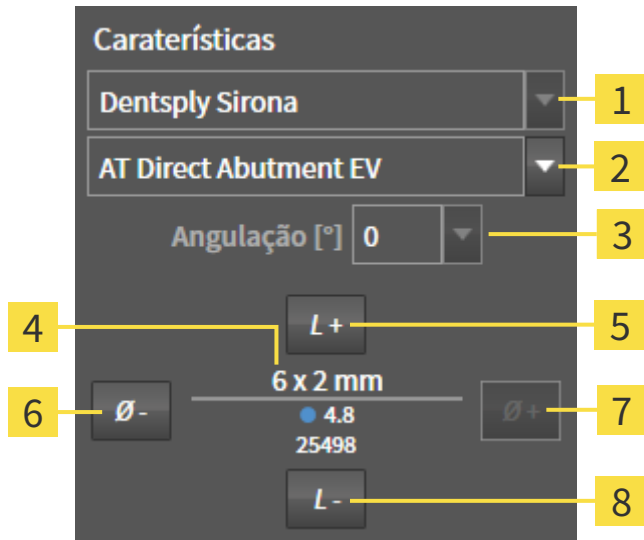 Caraterísticas
Dentsply Sirona
1
AT Direct Abutment EV
2
Angulação [°] 0
3
L +
5
4
6 x 2 mm
6
Ø -
Ø +
7
4.8
25498
L -
8